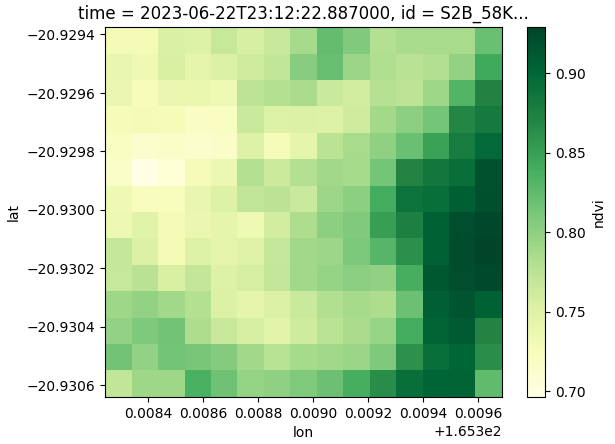 time = 2023-06-22T23:12:22.887000, id = S2B_58K...
−20.9294
−20.9296
−20.9298
−20.9300
−20.9302
−20.9304
−20.9306
lat
0.0084 0.0086 0.0088 0.0090 0.0092 0.0094 0.0096
lon
+1.653e2
0.90
0.85
0.80
0.75
0.70
ndvi